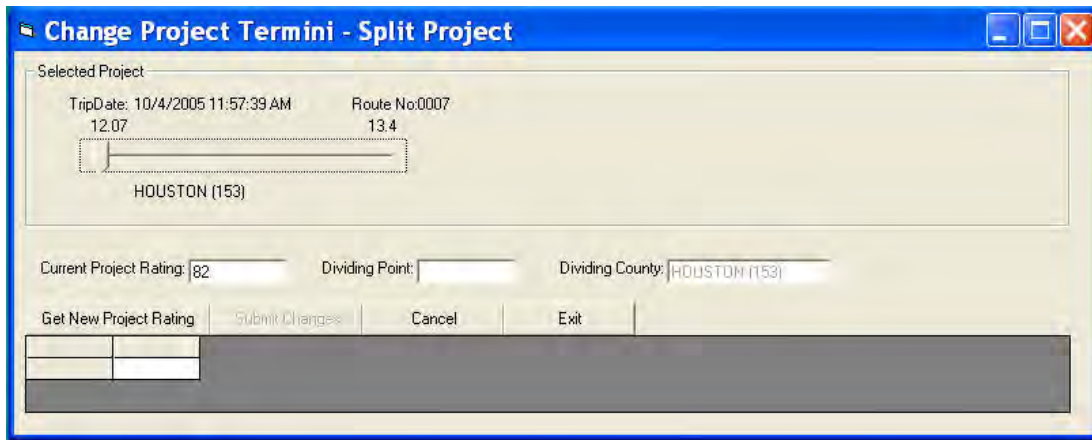 Change Project Termini - Split Project
Selected Project
TripDate: 10/4/2005 11:57:39 AM Route No:0007
12.07 13.4
HOUSTON (153)
Current Project Rating: 82 Dividing Point: Dividing County: HOUSTON (153)
Get New Project Rating Submit Changes Cancel Exit